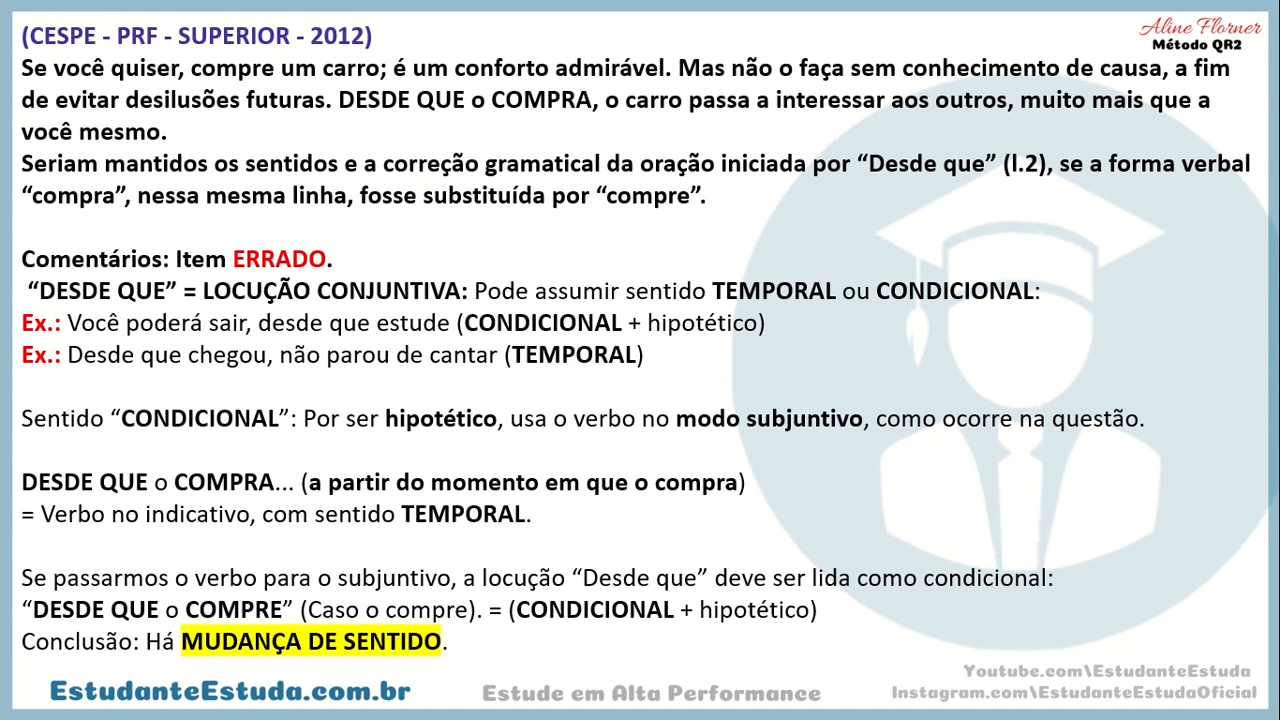 (CESPE - PRF - SUPERIOR - 2012)
Aline Florner
Método QR2
Se você quiser, compre um carro; é um conforto admirável. Mas não o faça sem conhecimento de causa, a fim
de evitar desilusões futuras. DESDE QUE o COMPRA, o carro passa a interessar aos outros, muito mais que a
você mesmo.
Seriam mantidos os sentidos e a correção gramatical da oração iniciada por “Desde que” (l.2), se a forma verbal
“compra”, nessa mesma linha, fosse substituída por “compre”.
Comentários: Item ERRADO.
“DESDE QUE” = LOCUÇÃO CONJUNTIVA: Pode assumir sentido TEMPORAL ou CONDICIONAL:
Ex.: Você poderá sair, desde que estude (CONDICIONAL + hipotético)
Ex.: Desde que chegou, não parou de cantar (TEMPORAL)
Sentido “CONDICIONAL”: Por ser hipotético, usa o verbo no modo subjuntivo, como ocorre na questão.
DESDE QUE o COMPRA... (a partir do momento em que o compra)
= Verbo no indicativo, com sentido TEMPORAL.
Se passarmos o verbo para o subjuntivo, a locução “Desde que” deve ser lida como condicional:
“DESDE QUE o COMPRE” (Caso o compre). = (CONDICIONAL + hipotético)
Conclusão: Há MUDANÇA DE SENTIDO.
EstudanteEstuda.com.br
Estude em Alta Performance
Youtube.com\EstudanteEstuda
Instagram.com\EstudanteEstudaOficial